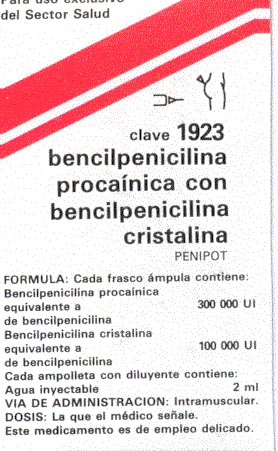 Para uso exclusivo
del Sector Salud
clave 1923
bencilpenicilina
procaínica con
bencilpenicilina
cristalina
PENIPOT
FORMULA: Cada frasco ámpula contiene:
Bencilpenicilina procaínica
equivalente a 300 000 UI
de bencilpenicilina
Bencilpenicilina cristalina
equivalente a 100 000 UI
de bencilpenicilina
Cada ampolleta con diluyente contiene:
Agua inyectable 2 ml
VIA DE ADMINISTRACION: Intramuscular.
DOSIS: La que el médico señale.
Este medicamento es de empleo delicado.